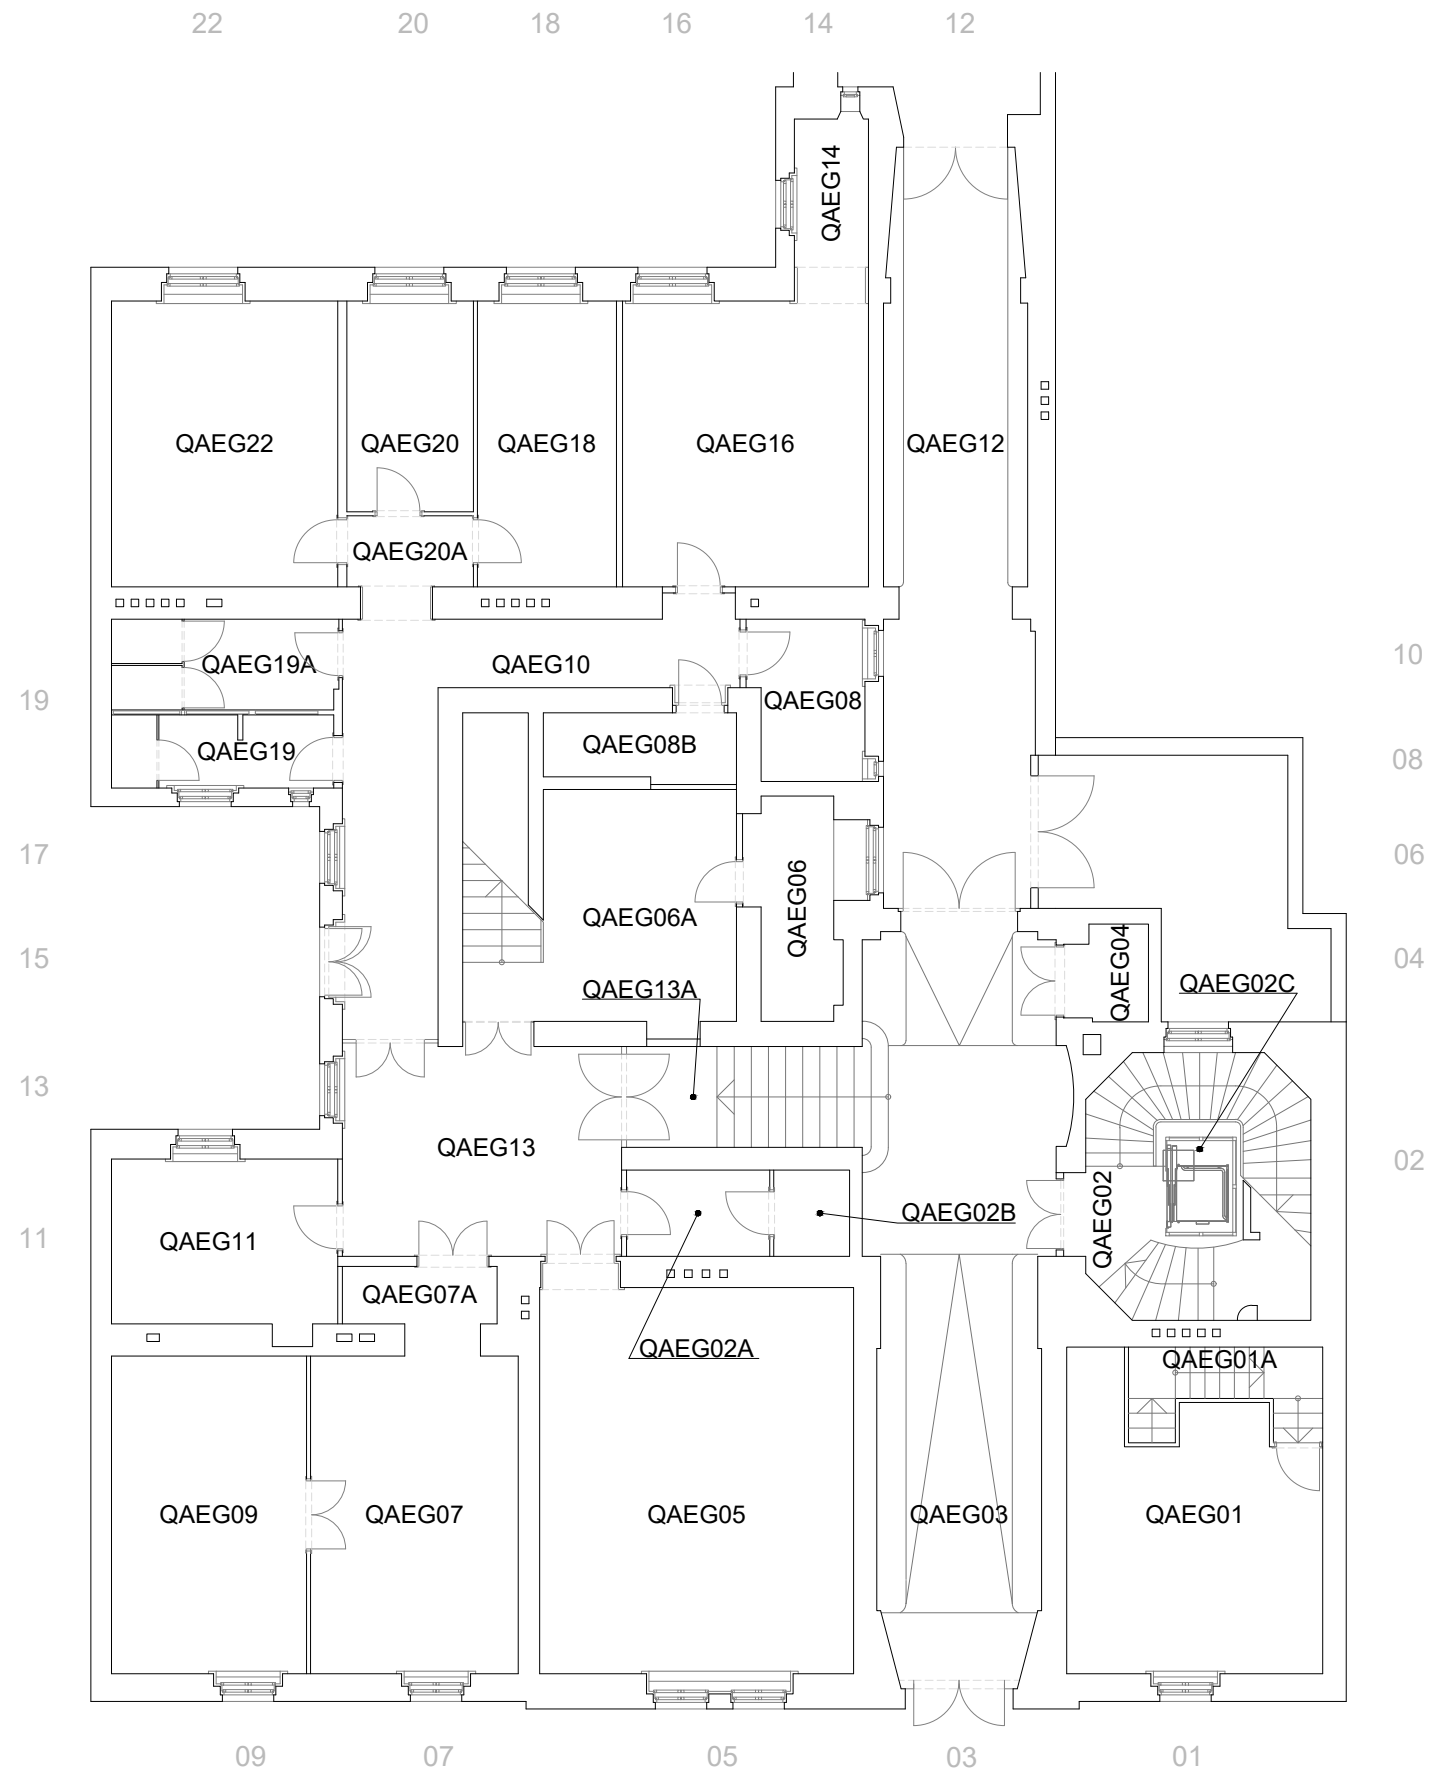 22 20 18 16 14 12
QAEG14
QAEG22 QAEG20 QAEG18 QAEG16 QAEG12
QAEG20A
10
QAEG19A QAEG10
19
QAEG08
QAEG19 QAEG08B
08
17
06
QAEG06
QAEG06A
15
04
QAEG04
QAEG13A QAEG02C
13
QAEG13
02
QAEG02
QAEG02B
11
QAEG11
QAEG07A
QAEG02A
QAEG01A
QAEG09 QAEG07 QAEG05 QAEG03 QAEG01
09 07 05 03 01